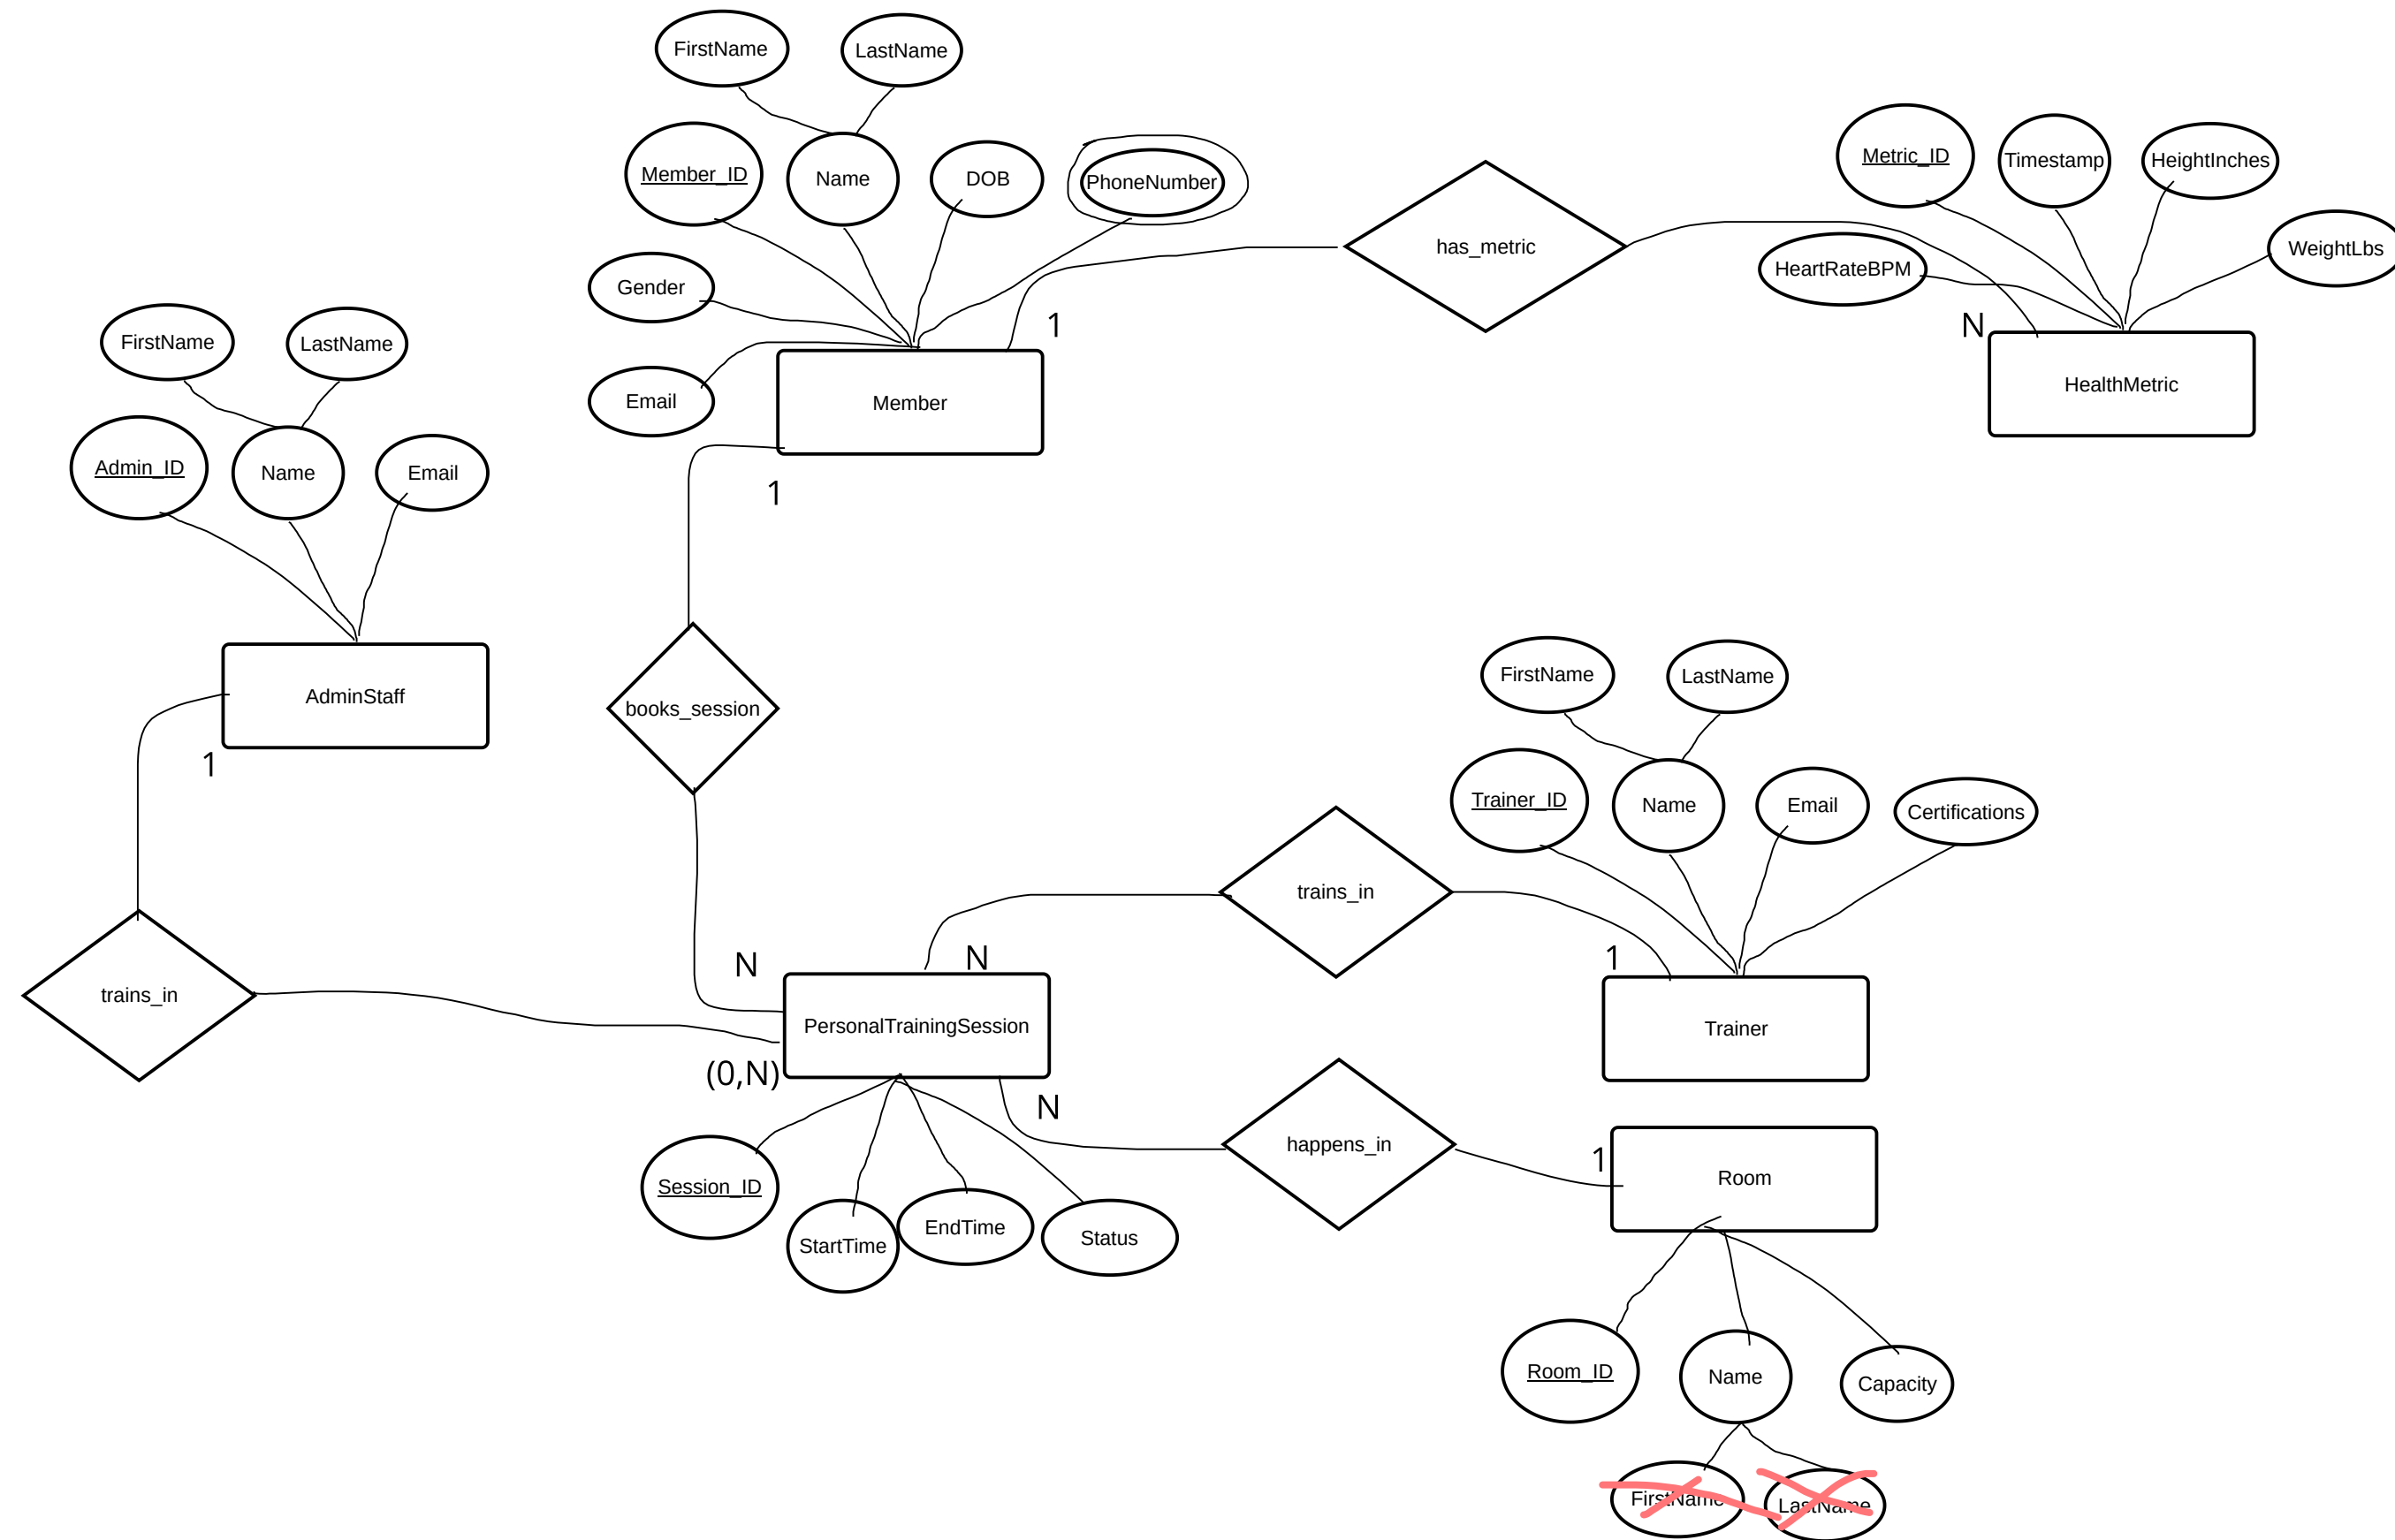 FirstName
LastName
Member_ID
Name
DOB
PhoneNumber
Gender
Email
Member
1
1
has_metric
Metric_ID
Timestamp
HeightInches
WeightLbs
HeartRateBPM
N
HealthMetric
FirstName
LastName
Admin_ID
Name
Email
AdminStaff
1
trains_in
books_session
N
(0,N)
PersonalTrainingSession
N
N
Session_ID
StartTime
EndTime
Status
trains_in
FirstName
LastName
Trainer_ID
Name
Email
Certifications
1
Trainer
happens_in
1
Room
Room_ID
Name
Capacity
FirstName
LastName